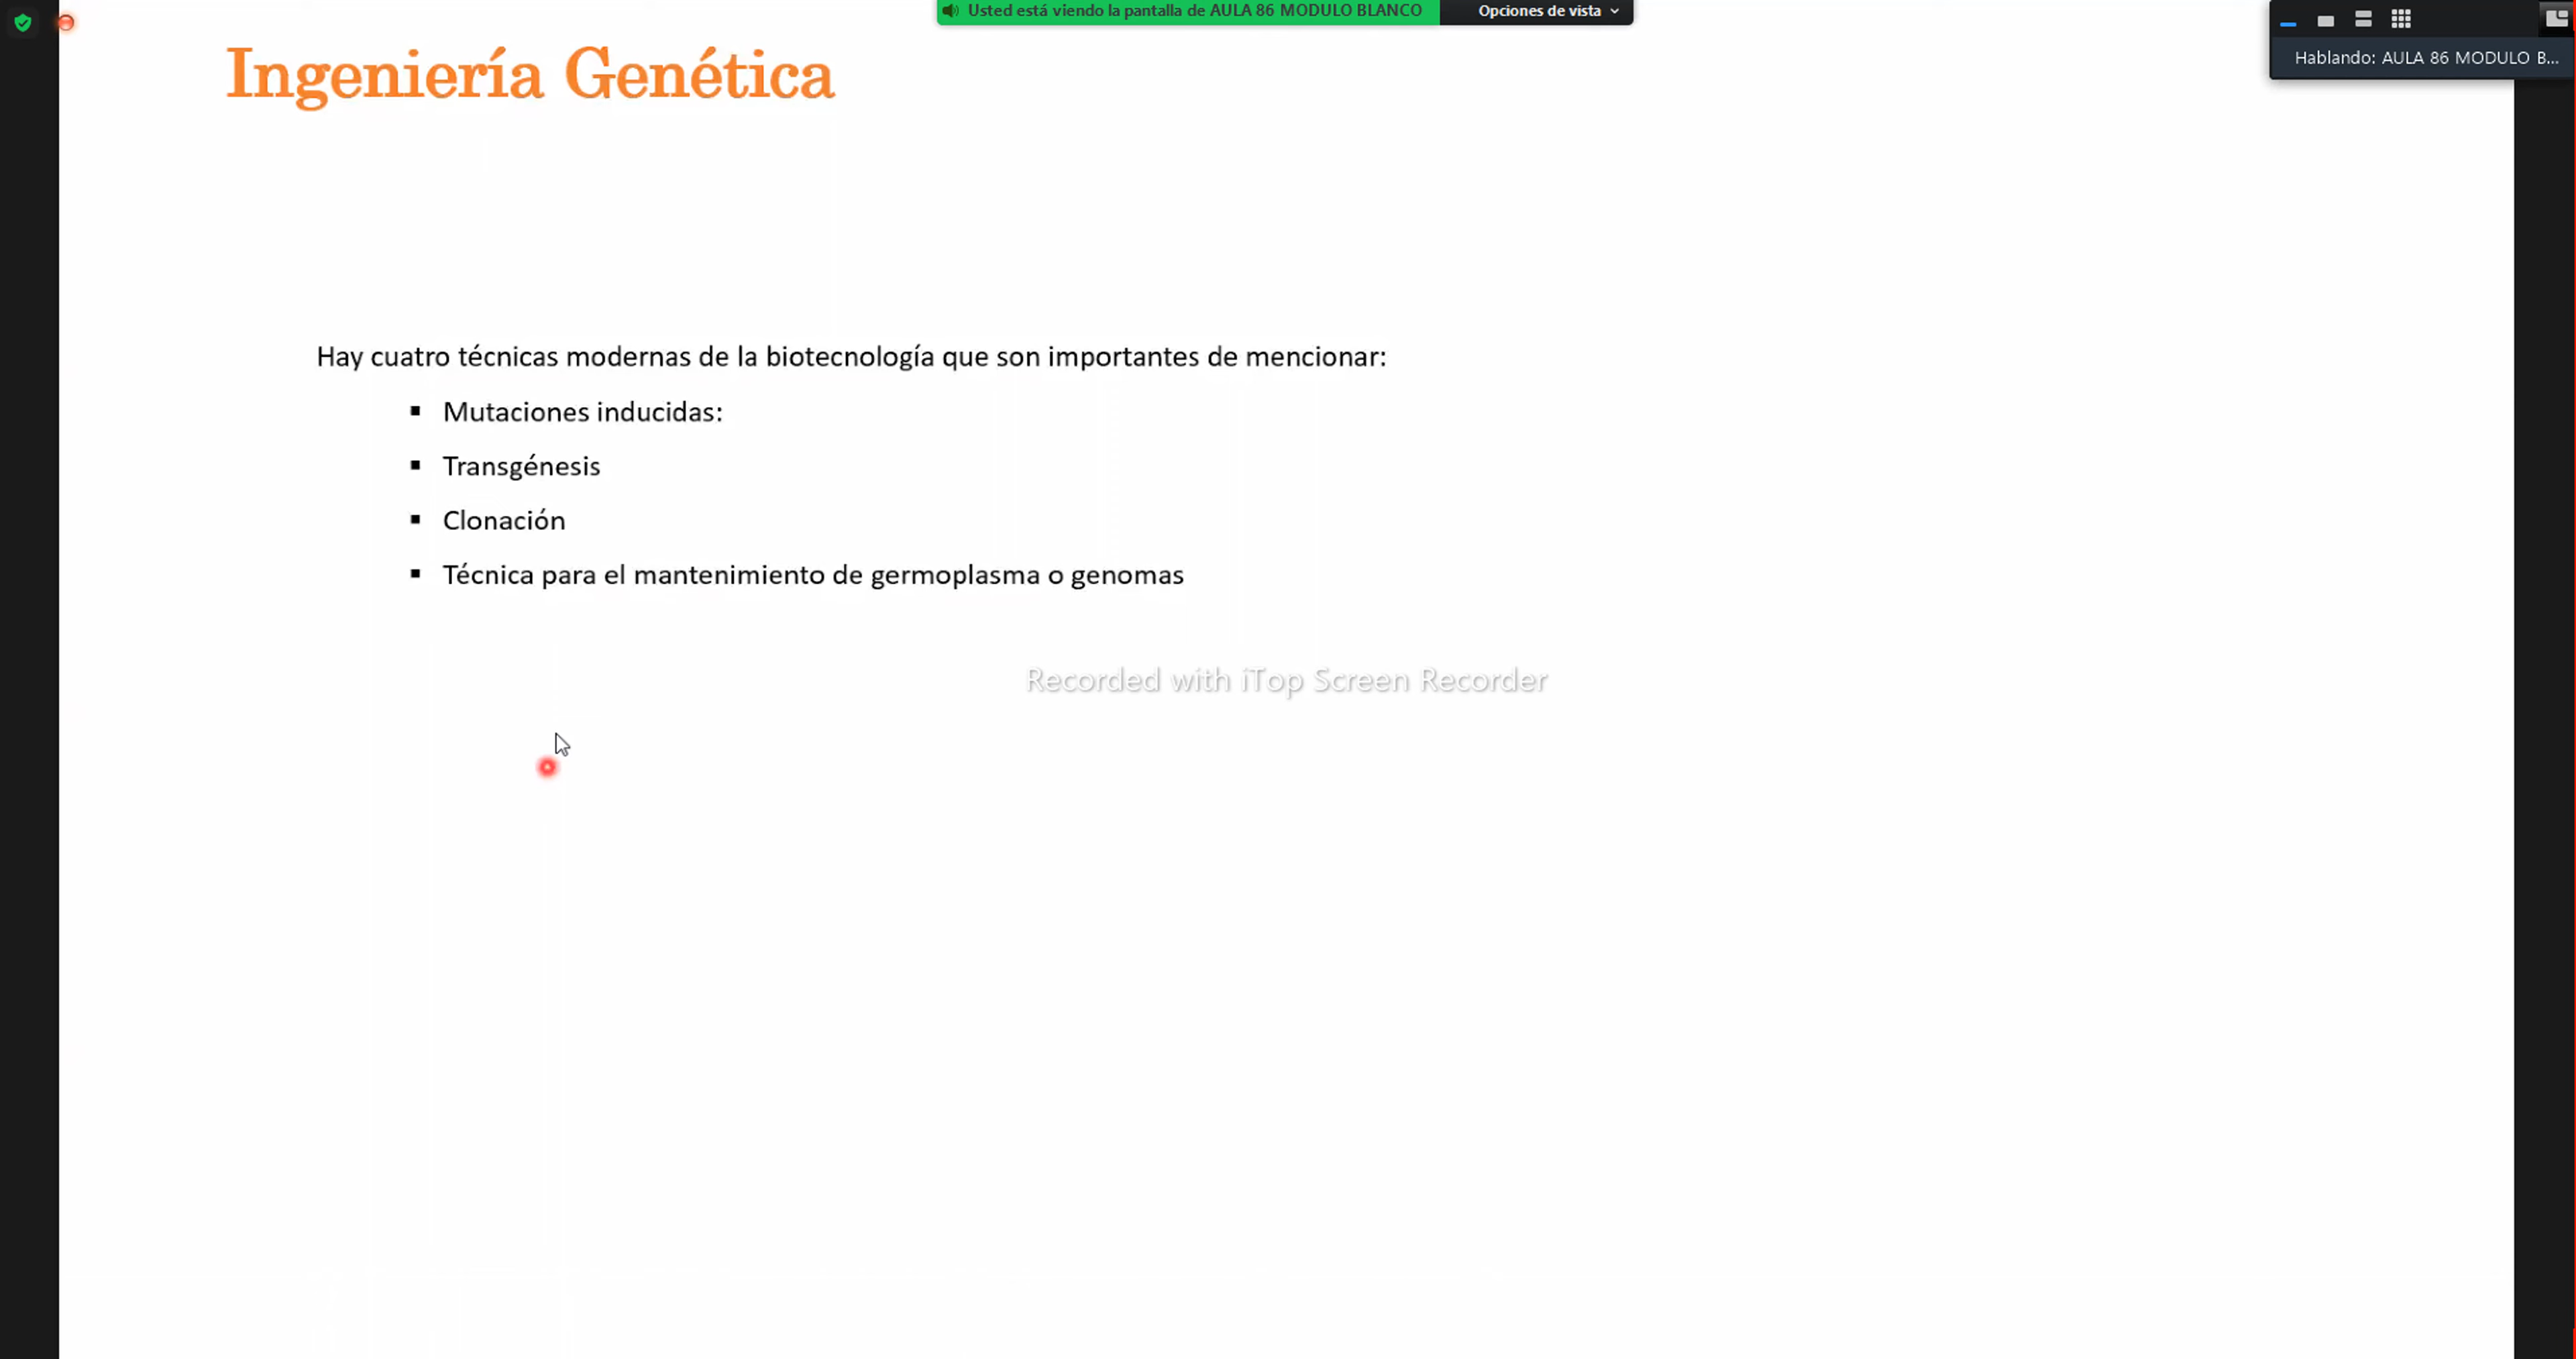 Usted está viendo la pantalla de AULA 86 MODULO BLANCO
Opciones de vista
Hablando: AULA 86 MODULO B...
Ingeniería Genética
Hay cuatro técnicas modernas de la biotecnología que son importantes de mencionar:
▪ Mutaciones inducidas:
▪ Transgénesis
▪ Clonación
▪ Técnica para el mantenimiento de germoplasma o genomas
Recorded with iTop Screen Recorder